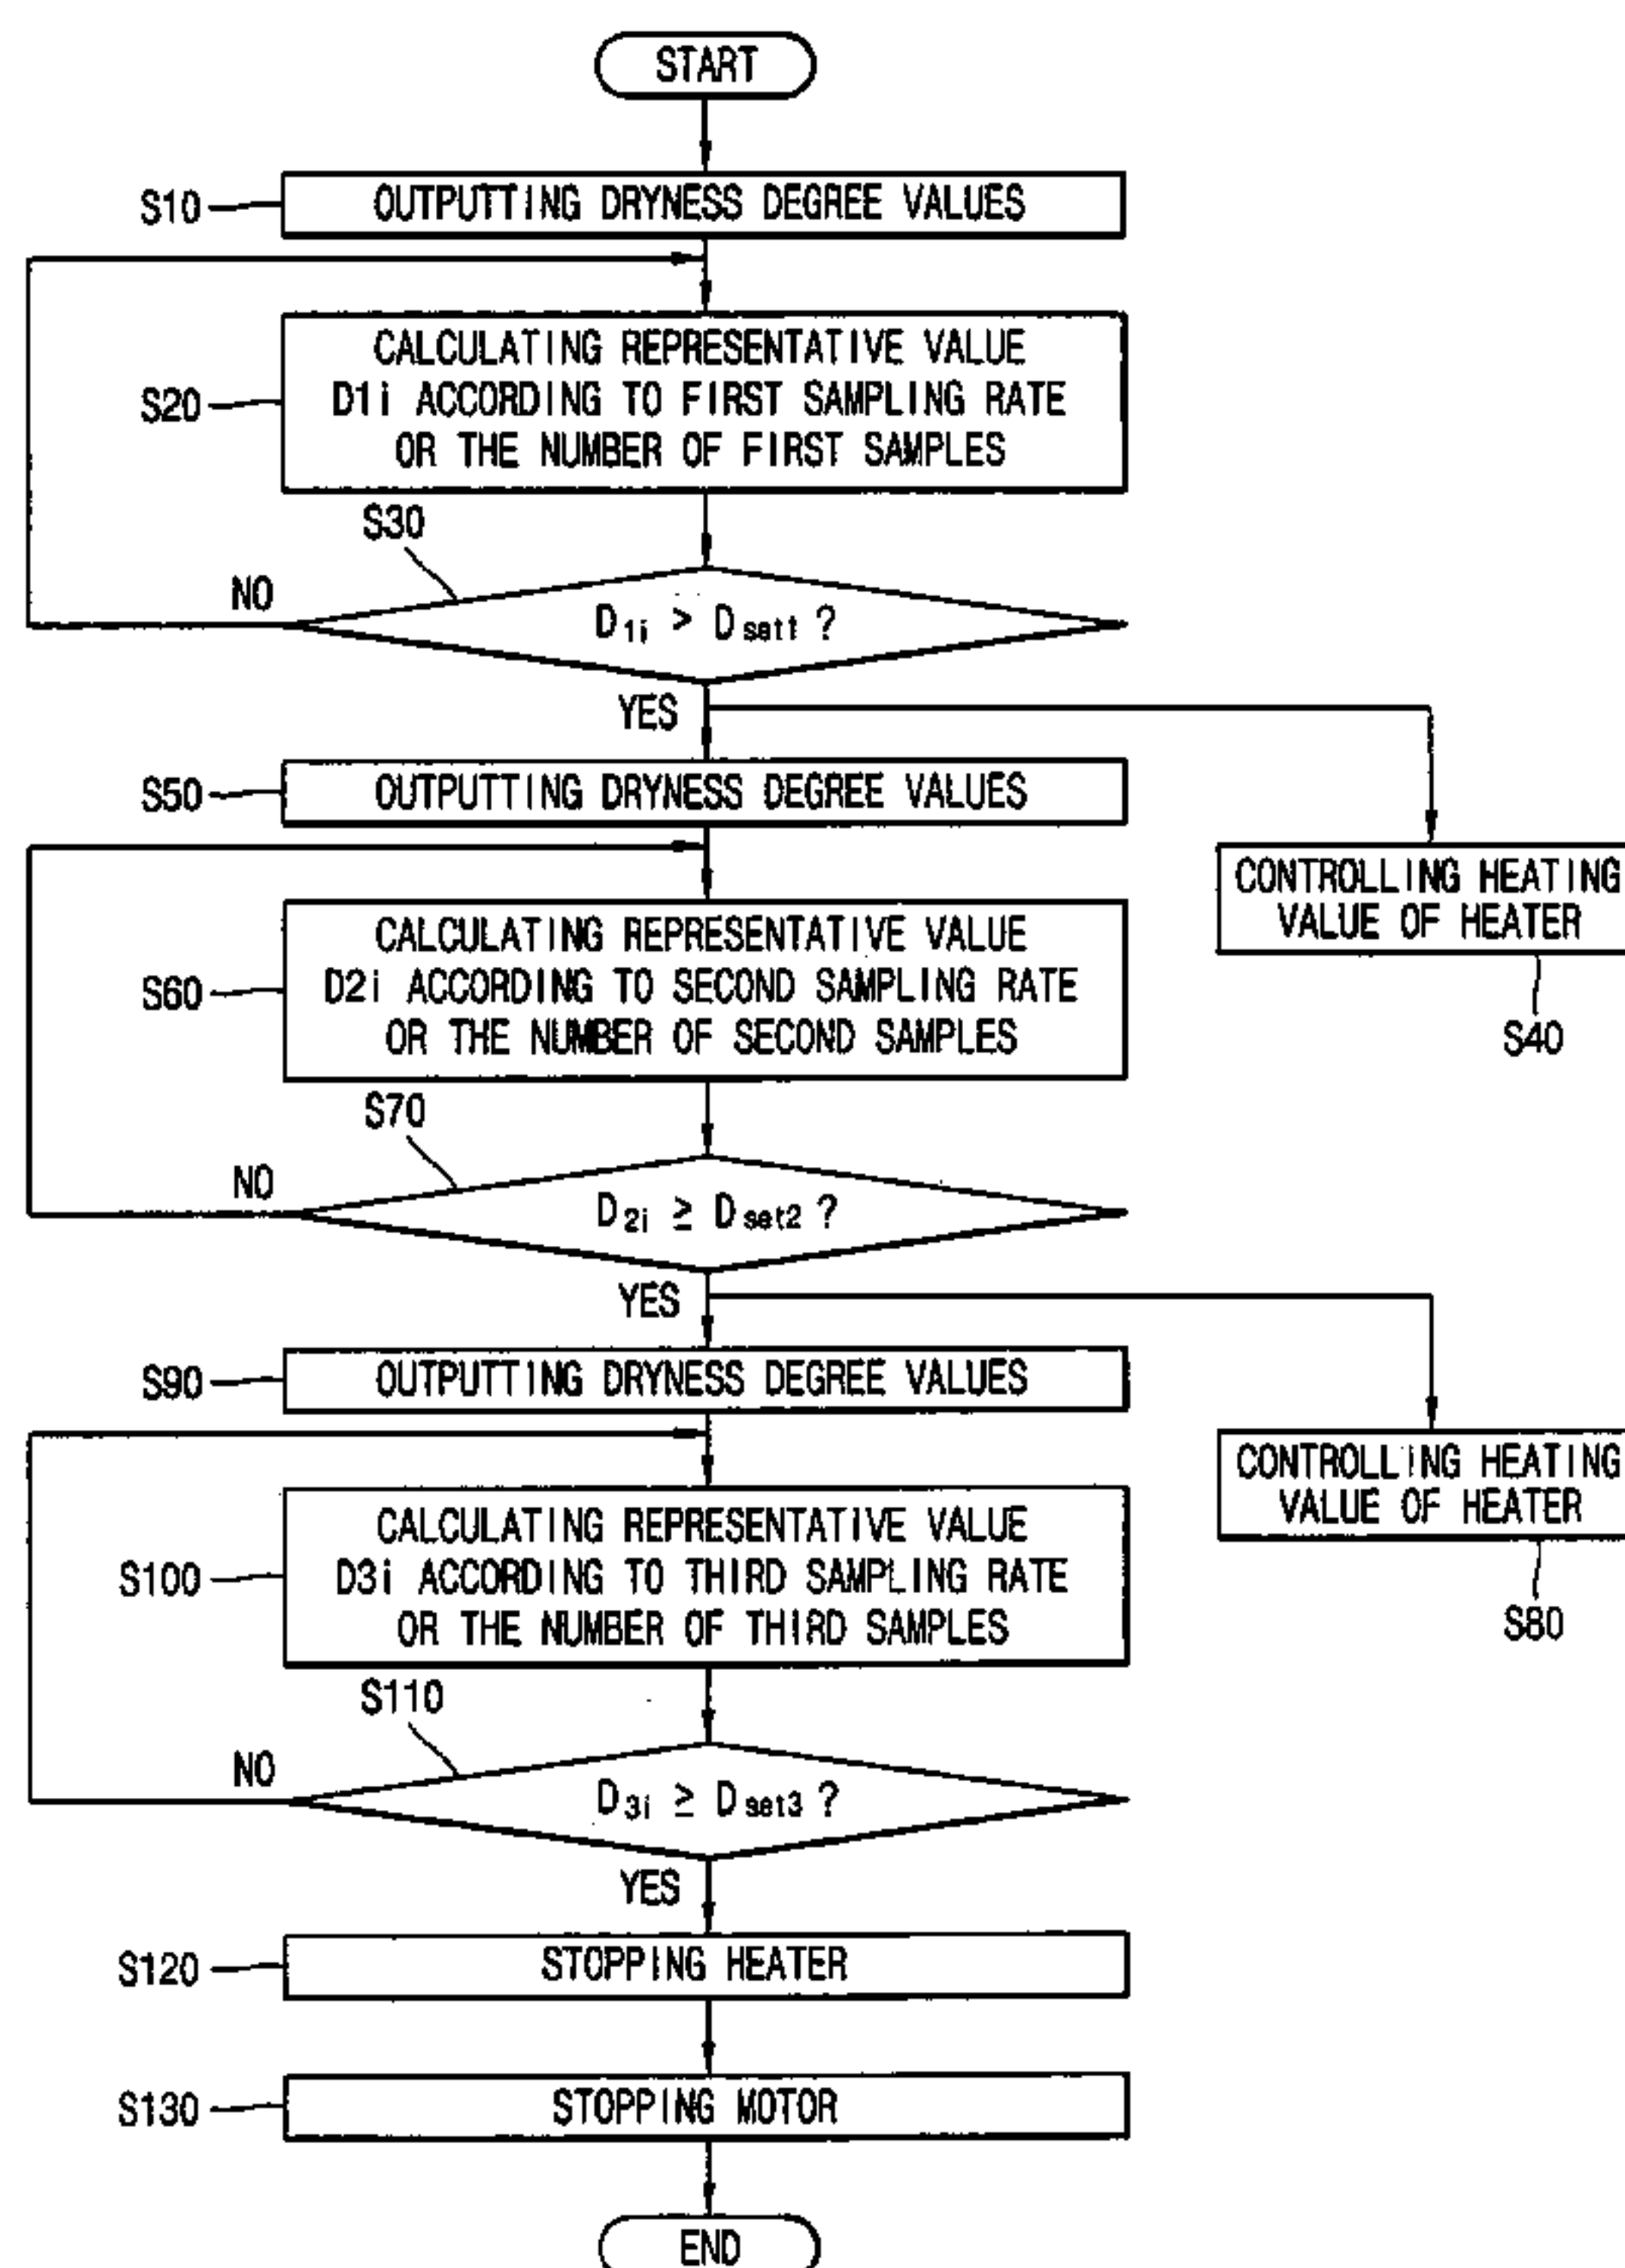 START
S10
OUTPUTTING DRYNESS DEGREE VALUES
S20
CALCULATING REPRESENTATIVE VALUE
D1i ACCORDING TO FIRST SAMPLING RATE
OR THE NUMBER OF FIRST SAMPLES
S30
NO
D1i > Dset1 ?
YES
S50
OUTPUTTING DRYNESS DEGREE VALUES
CONTROLLING HEATING
VALUE OF HEATER
S40
S60
CALCULATING REPRESENTATIVE VALUE
D2i ACCORDING TO SECOND SAMPLING RATE
OR THE NUMBER OF SECOND SAMPLES
S70
NO
D2i ≥ Dset2 ?
YES
S90
OUTPUTTING DRYNESS DEGREE VALUES
CONTROLLING HEATING
VALUE OF HEATER
S80
S100
CALCULATING REPRESENTATIVE VALUE
D3i ACCORDING TO THIRD SAMPLING RATE
OR THE NUMBER OF THIRD SAMPLES
S110
NO
D3i ≥ Dset3 ?
YES
S120
STOPPING HEATER
S130
STOPPING MOTOR
END